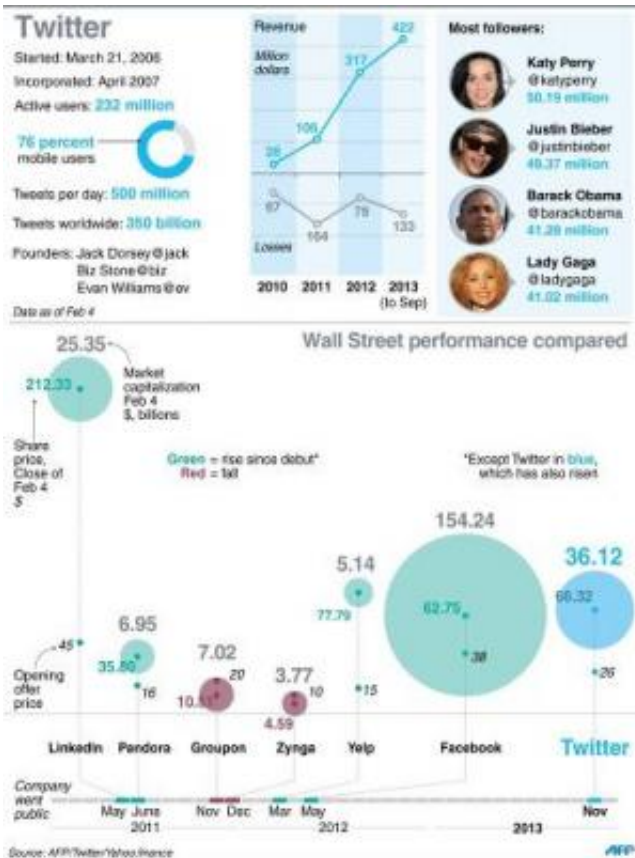 Twitter
Started: March 21, 2006
Incorporated: April 2007
Active users: 232 million
76 percent
mobile users
Tweets per day: 500 million
Tweets worldwide: 350 billion
Founders: Jack Dorsey@jack
Biz Stone@biz
Evan Williams@ev
Data as of Feb 4
Revenue
Million
dollars
422
317
106
28
67
164
79
133
Losses
2010 2011 2012 2013
(to Sep)
Most followers:
Katy Perry
@katyperry
50.19 million
Justin Bieber
@justinbieber
49.37 million
Barack Obama
@barackobama
41.28 million
Lady Gaga
@ladygaga
41.02 million
Wall Street performance compared
25.35
212.33
Market
capitalization
Feb 4
$, billions
Share
price,
Close of
Feb 4
$
Green = rise since debut*
Red = fall
*Except Twitter in blue,
which has also risen
154.24
36.12
5.14
66.32
77.79
62.75
6.95
45
7.02
38
35.80
20
3.77
26
Opening
offer
price
16
10
15
4.59
LinkedIn Pandora Groupon Zynga Yelp Facebook Twitter
Company
went
public
May June Nov Dec Mar May Nov
2011 2012 2013
Source: AFP/Twitter/Yahoo finance
AFP